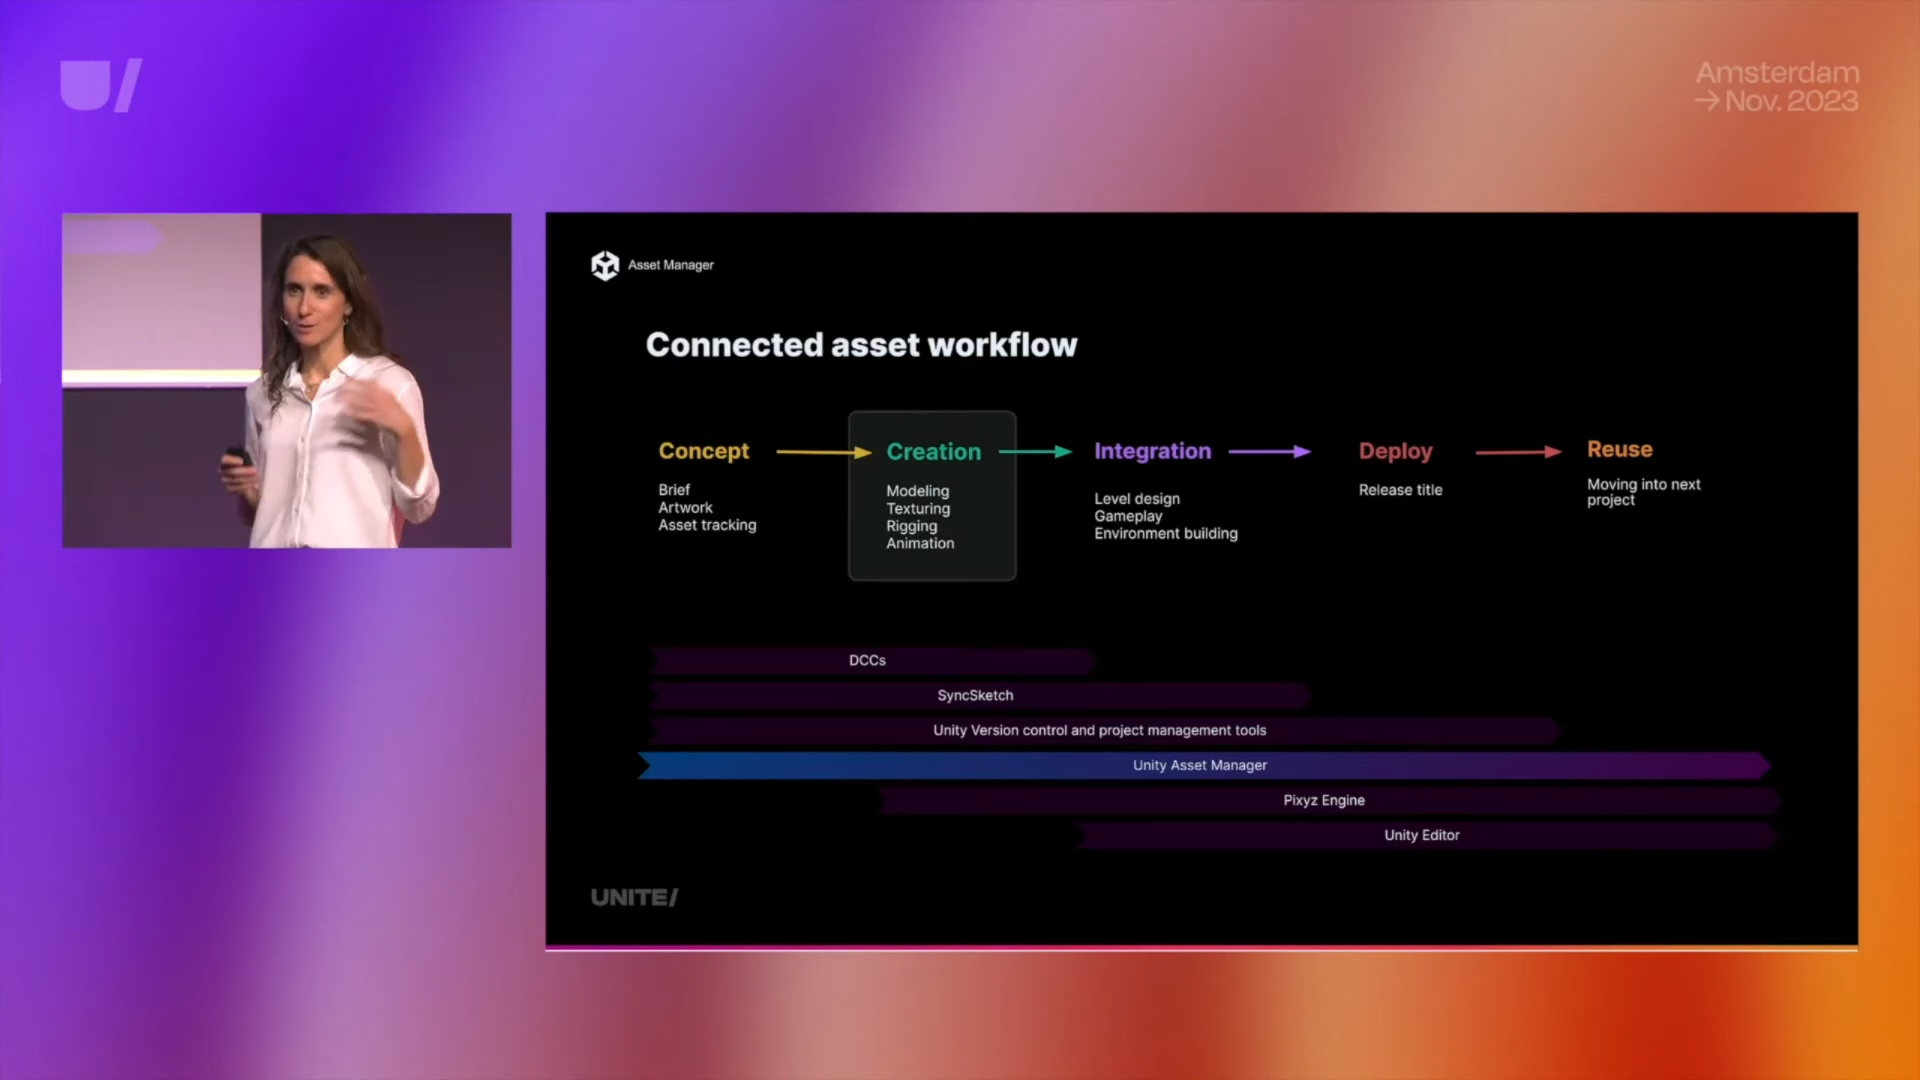 U/
Amsterdam
→ Nov. 2023
Asset Manager
Connected asset workflow
Concept
Brief
Artwork
Asset tracking
Creation
Modeling
Texturing
Rigging
Animation
Integration
Level design
Gameplay
Environment building
Deploy
Release title
Reuse
Moving into next
project
DCCs
SyncSketch
Unity Version control and project management tools
Unity Asset Manager
Pixyz Engine
Unity Editor
UNITE/